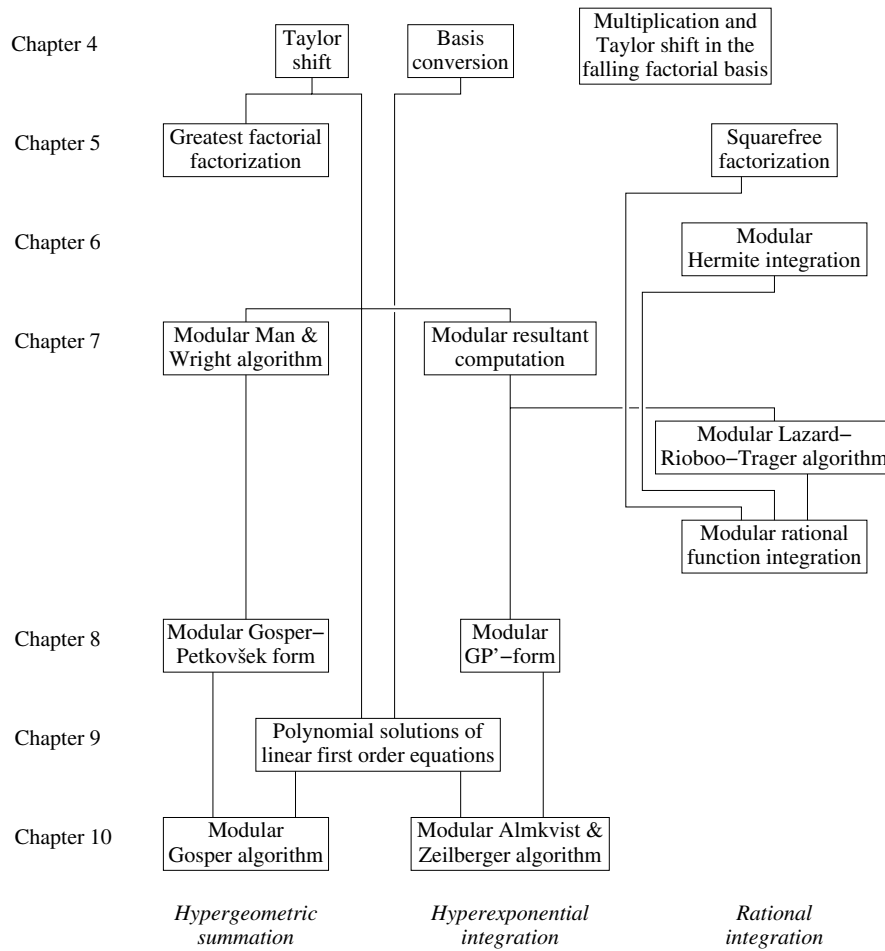 Chapter 4
Taylor
shift
Basis
conversion
Multiplication and
Taylor shift in the
falling factorial basis
Chapter 5
Greatest factorial
factorization
Squarefree
factorization
Chapter 6
Modular
Hermite integration
Chapter 7
Modular Man &
Wright algorithm
Modular resultant
computation
Modular Lazard−
Rioboo−Trager algorithm
Modular rational
function integration
Chapter 8
Modular Gosper−
Petkovšek form
Modular
GP’−form
Chapter 9
Polynomial solutions of
linear first order equations
Chapter 10
Modular
Gosper algorithm
Modular Almkvist &
Zeilberger algorithm
Hypergeometric
summation
Hyperexponential
integration
Rational
integration